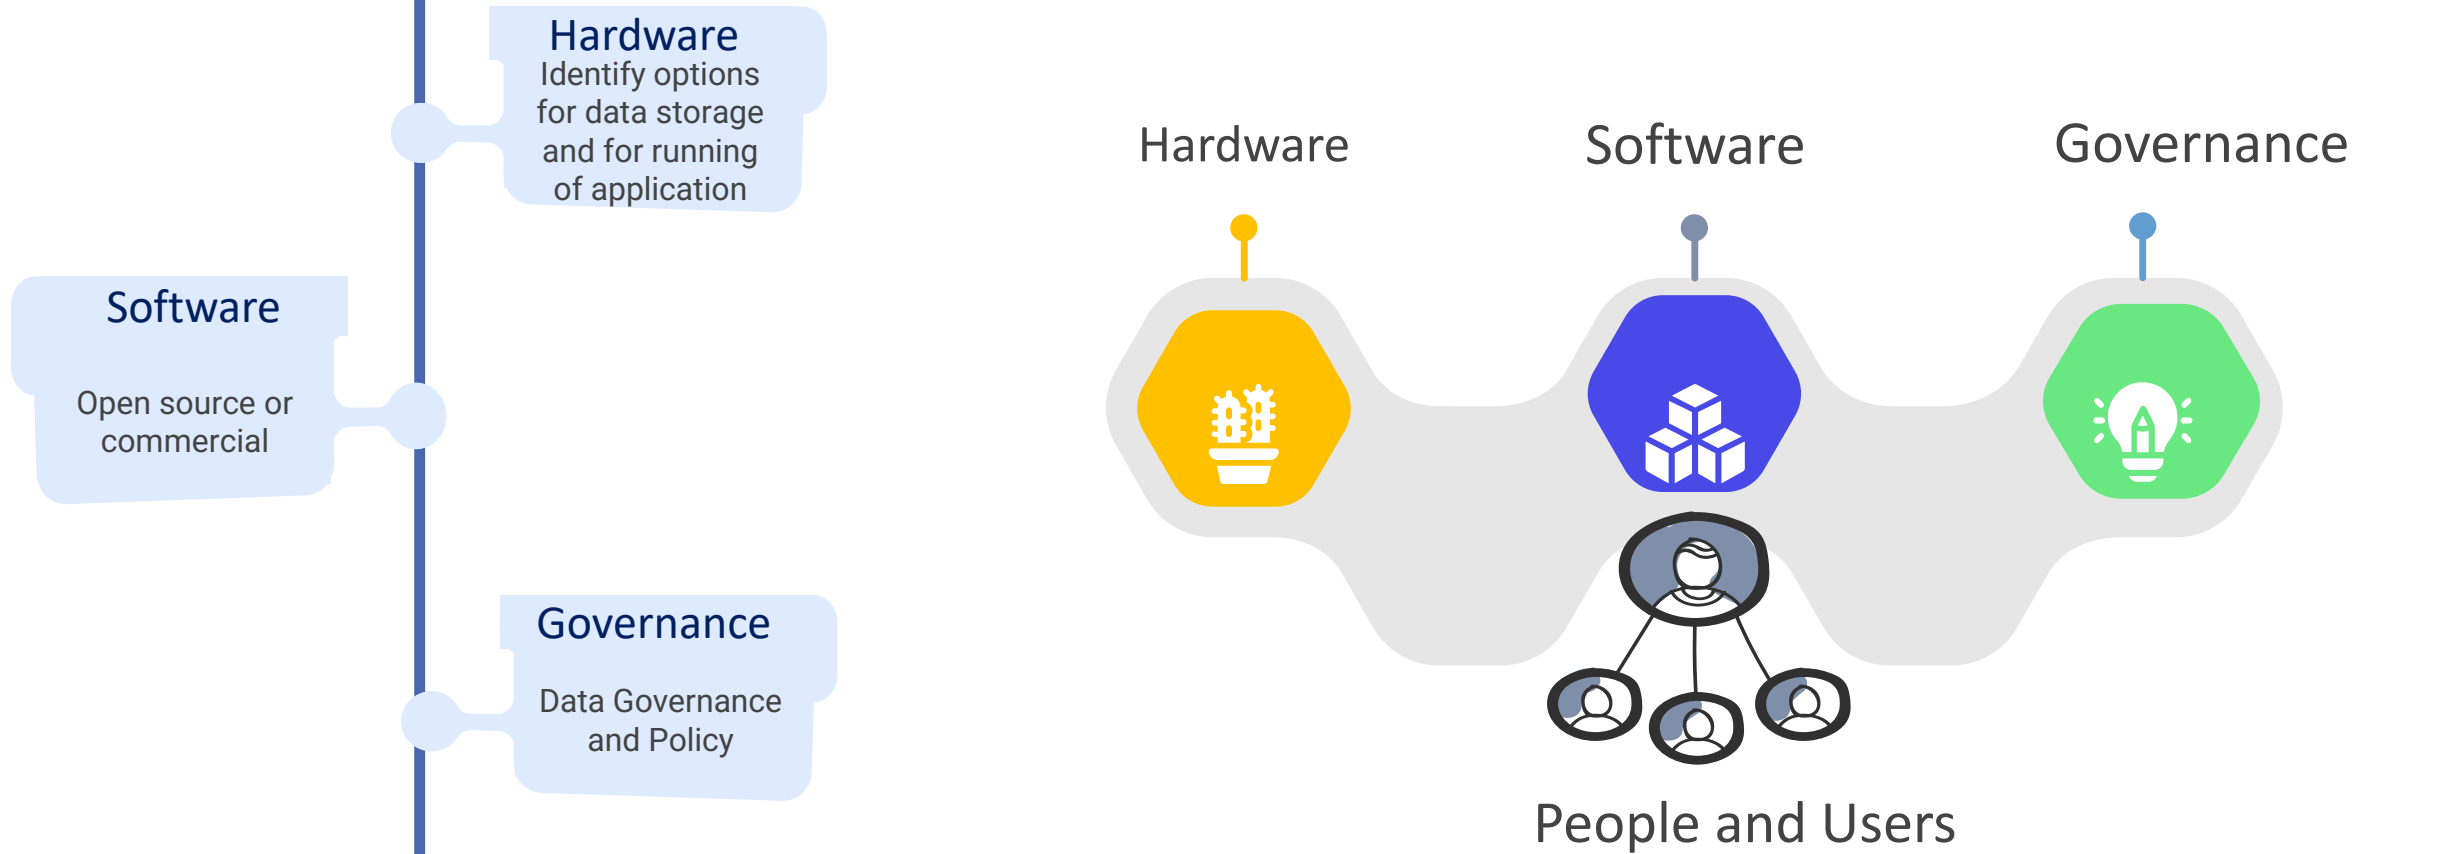 Hardware
Identify options
for data storage
and for running
of application
Software
Open source or
commercial
Governance
Data Governance
and Policy
Hardware
Software
Governance
People and Users